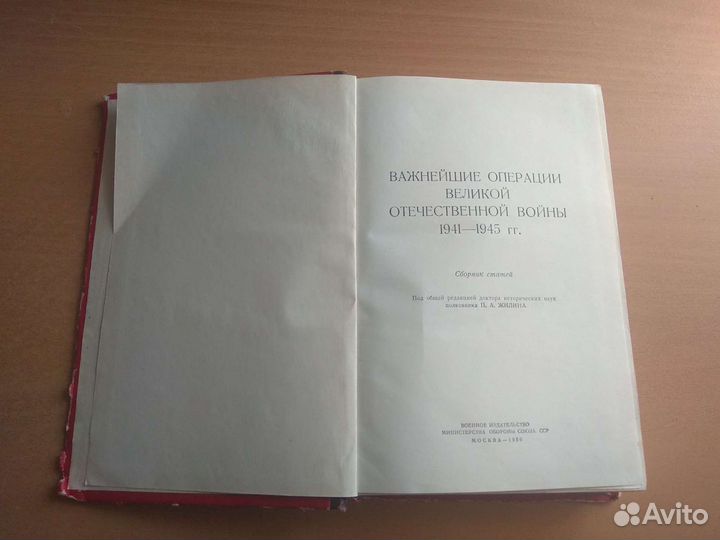 ВАЖНЕЙШИЕ ОПЕРАЦИИ
ВЕЛИКОЙ
ОТЕЧЕСТВЕННОЙ ВОЙНЫ
1941—1945 гг.
Сборник статей
Под общей редакцией доктора исторических наук
полковника П. А. ЖИЛИНА
ВОЕННОЕ ИЗДАТЕЛЬСТВО
МИНИСТЕРСТВА ОБОРОНЫ СОЮЗА ССР
МОСКВА—1956
Avito